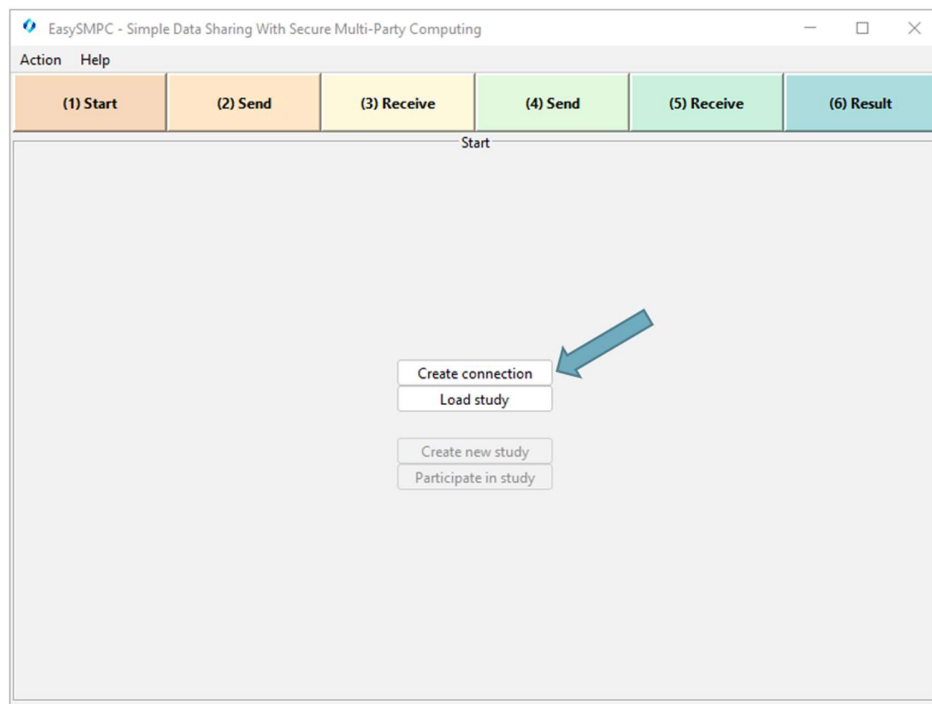 EasySMPC - Simple Data Sharing With Secure Multi-Party Computing
Action Help
(1) Start (2) Send (3) Receive (4) Send (5) Receive (6) Result
Start
Create connection
Load study
Create new study
Participate in study